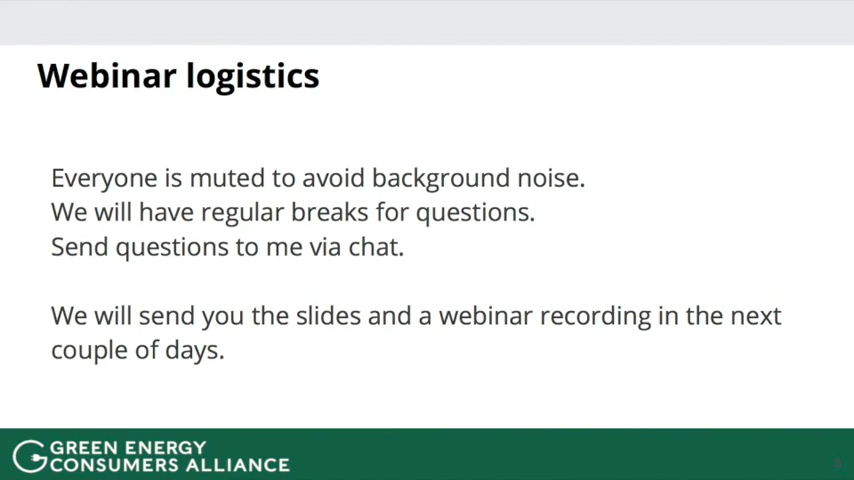 Webinar logistics
Everyone is muted to avoid background noise.
We will have regular breaks for questions.
Send questions to me via chat.
We will send you the slides and a webinar recording in the next
couple of days.
GREEN ENERGY
CONSUMERS ALLIANCE